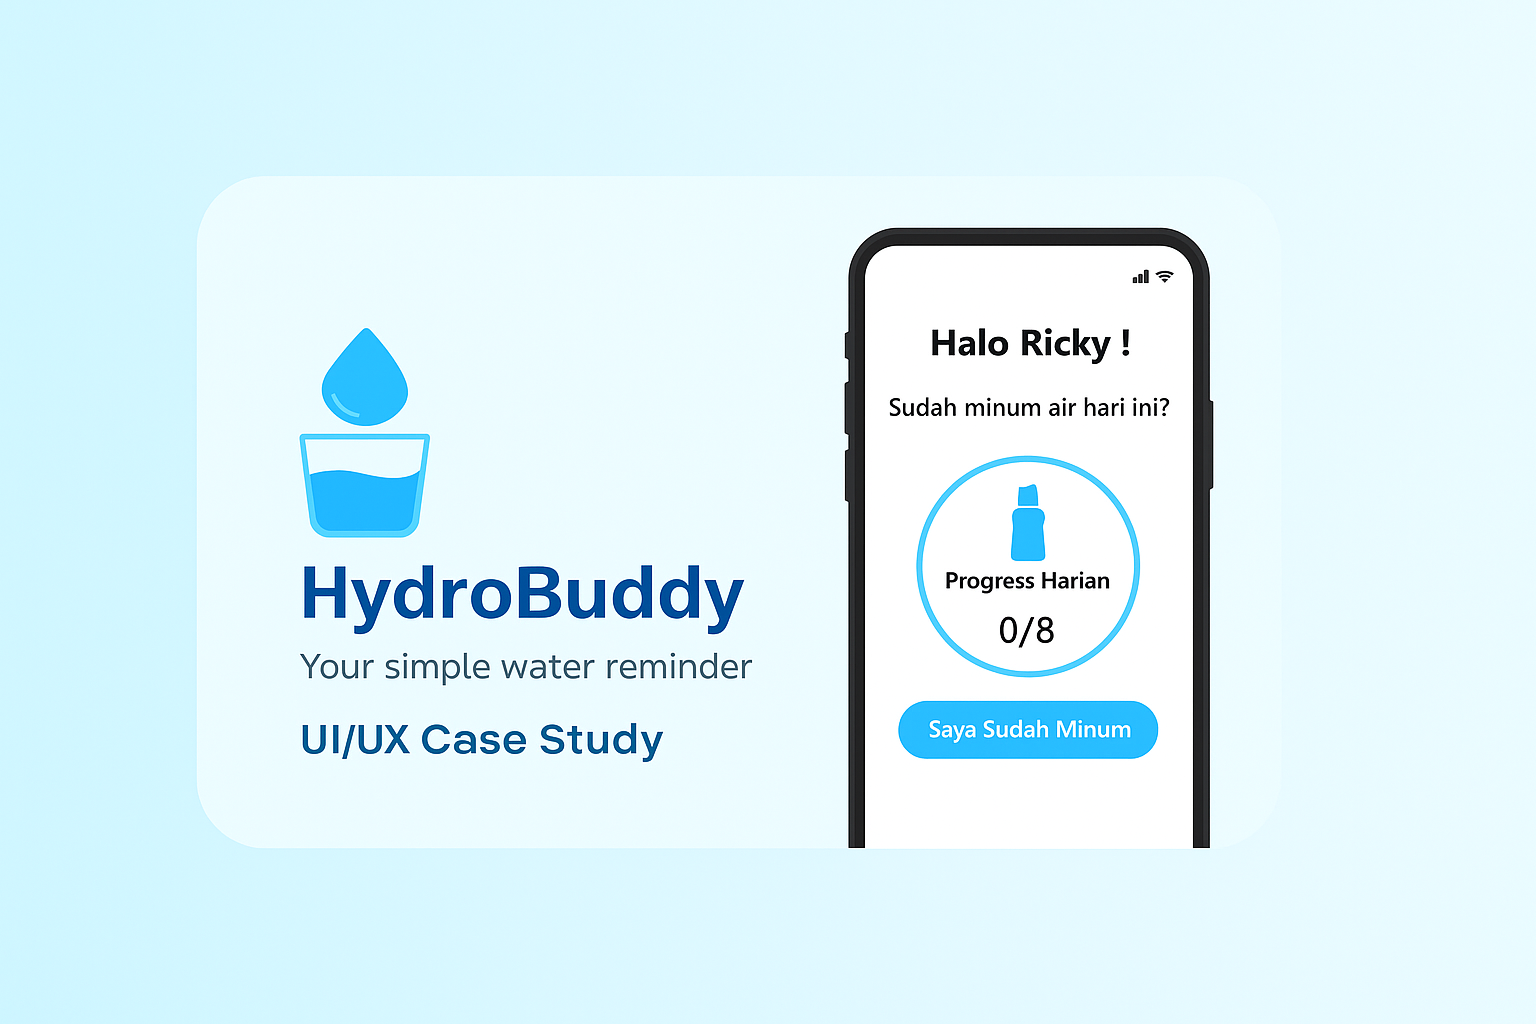 HydroBuddy
Your simple water reminder
UI/UX Case Study
Halo Ricky !
Sudah minum air hari ini?
Progress Harian
0/8
Saya Sudah Minum